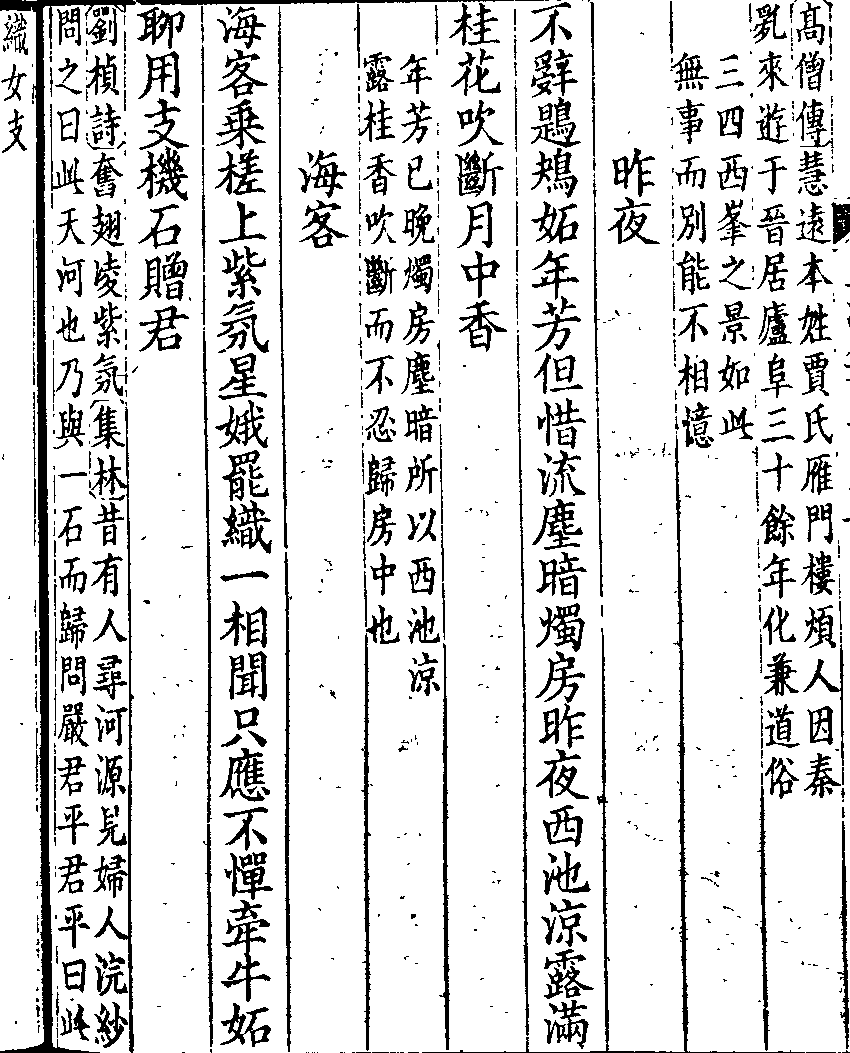 高僧傳慧遠本姓賈氏雁門樓煩人因秦
亂來遊于晉居廬阜三十餘年化兼道俗
三四西峯之景如此
無事而別能不相憶
昨夜
不辭鶗鴂妬年芳但惜流塵暗燭房昨夜西池涼露滿
桂花吹斷月中香
年芳已晚燭房塵暗所以西池涼
露桂香吹斷而不忍歸房中也
海客
海客乗槎上紫氛星娥罷織一相聞只應不憚牽牛妬
聊用支機石贈君
劉楨詩奮翅凌紫氛集林昔有人尋河源見婦人浣紗
問之曰此天河也乃與一石而歸問嚴君平君平曰此
織女支